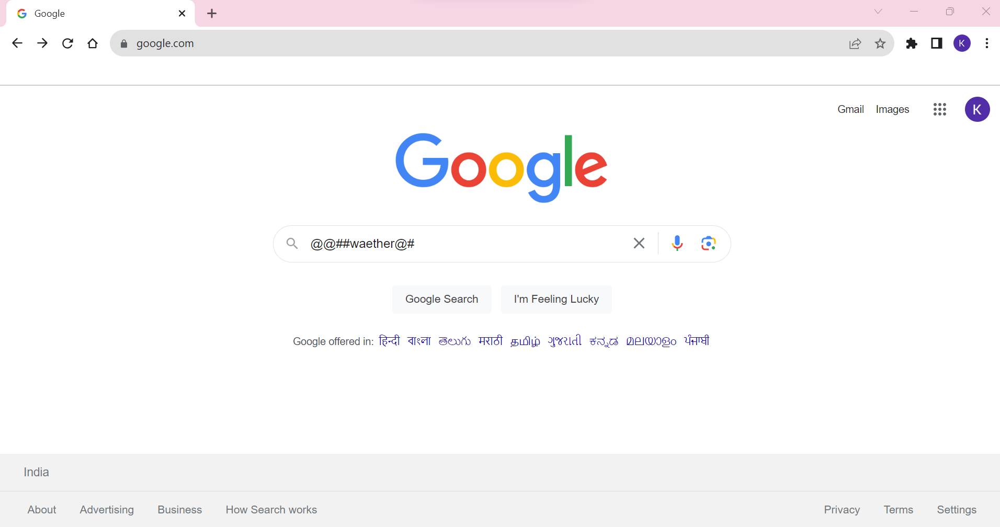 Google
google.com
K
Gmail Images
K
Google
@@##waether@#
Google Search I'm Feeling Lucky
Google offered in: हिन्दी বাংলা తెలుగు मराठी தமிழ் ગુજરાતી ಕನ್ನಡ മലയാളം ਪੰਜਾਬੀ
India
About Advertising Business How Search works Privacy Terms Settings